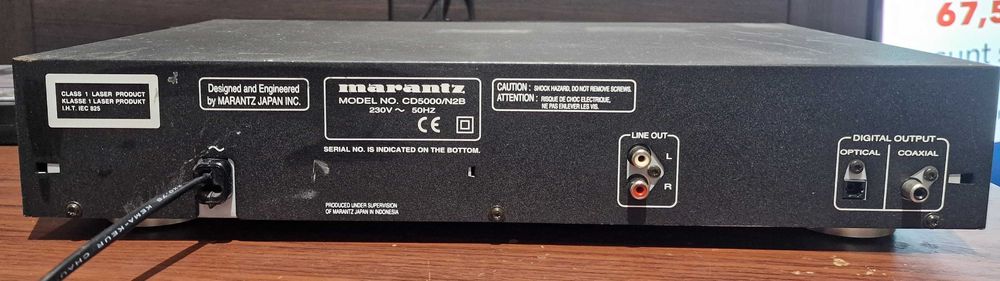 67,5
unt
CLASS 1 LASER PRODUCT
KLASSE 1 LASER PRODUKT
I.H.T. IEC 825
Designed and Engineered
by MARANTZ JAPAN INC.
marantz
MODEL NO. CD5000/N2B
230V ～ 50HZ
CE
SERIAL NO. IS INDICATED ON THE BOTTOM.
CAUTION : SHOCK HAZARD, DO NOT REMOVE SCREWS.
ATTENTION : RISQUE DE CHOC ELECTRIQUE,
NE PAS ENLEVER LES VIS.
～
PRODUCED UNDER SUPERVISION
OF MARANTZ JAPAN IN INDONESIA
LINE OUT
L
R
DIGITAL OUTPUT
OPTICAL COAXIAL
KEMA-KEUR